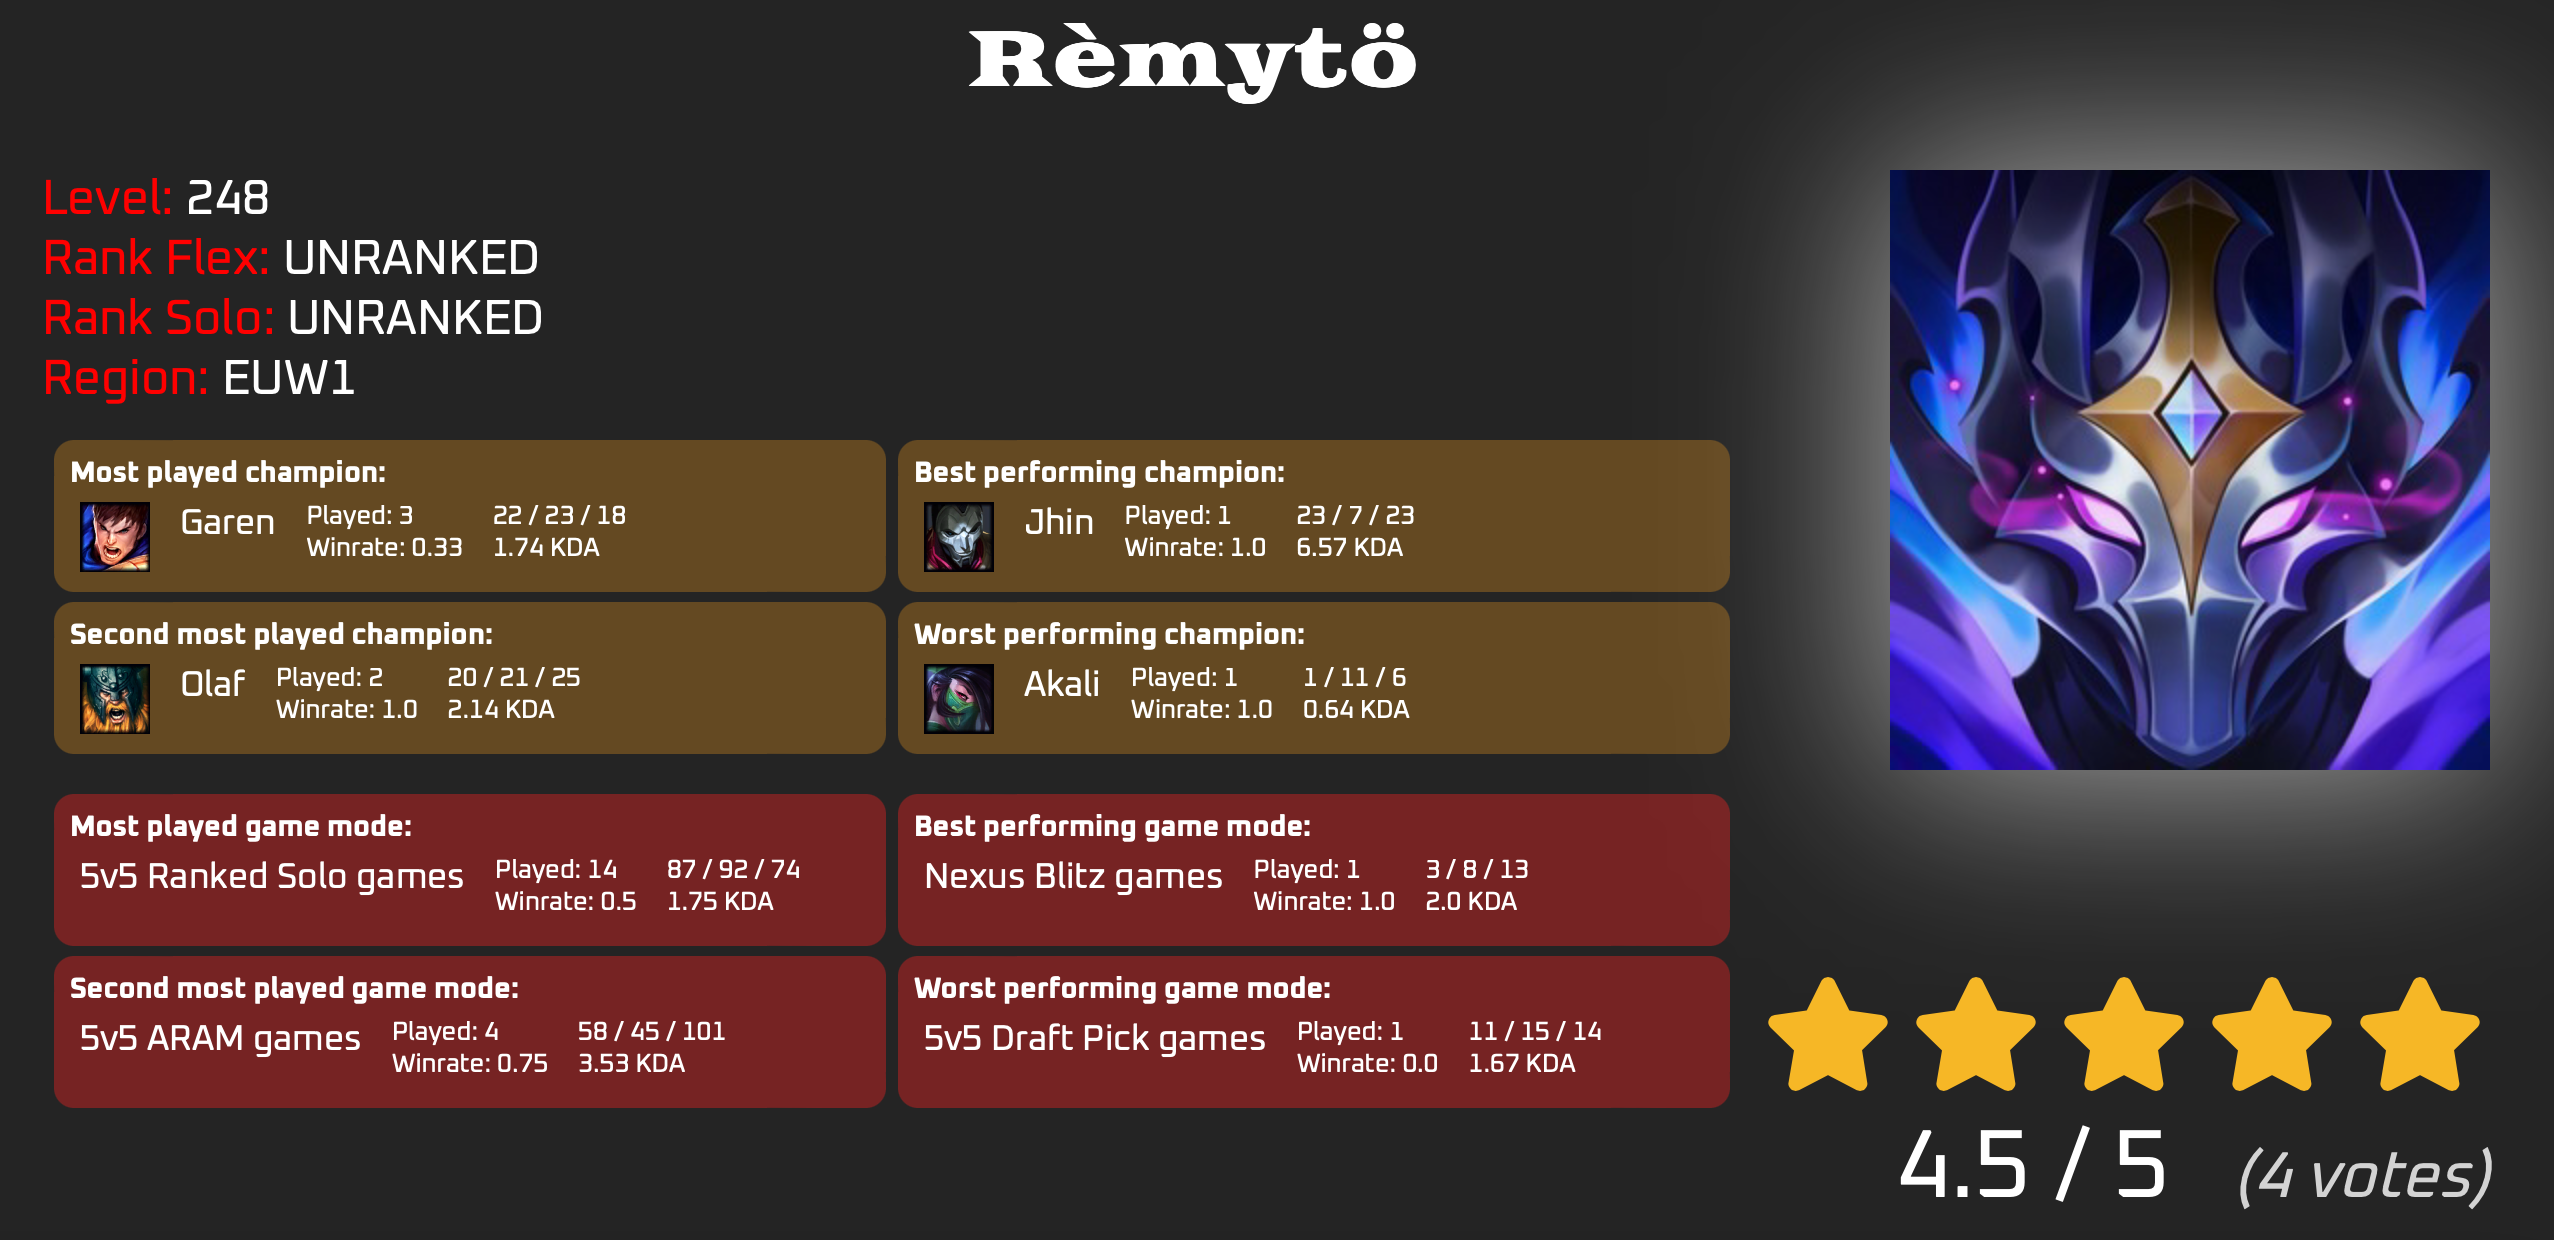 Rèmytö
Level: 248
Rank Flex: UNRANKED
Rank Solo: UNRANKED
Region: EUW1
Most played champion:
Garen
Played: 3
Winrate: 0.33
22 / 23 / 18
1.74 KDA
Best performing champion:
Jhin
Played: 1
Winrate: 1.0
23 / 7 / 23
6.57 KDA
Second most played champion:
Olaf
Played: 2
Winrate: 1.0
20 / 21 / 25
2.14 KDA
Worst performing champion:
Akali
Played: 1
Winrate: 1.0
1 / 11 / 6
0.64 KDA
Most played game mode:
5v5 Ranked Solo games
Played: 14
Winrate: 0.5
87 / 92 / 74
1.75 KDA
Best performing game mode:
Nexus Blitz games
Played: 1
Winrate: 1.0
3 / 8 / 13
2.0 KDA
Second most played game mode:
5v5 ARAM games
Played: 4
Winrate: 0.75
58 / 45 / 101
3.53 KDA
Worst performing game mode:
5v5 Draft Pick games
Played: 1
Winrate: 0.0
11 / 15 / 14
1.67 KDA
4.5 / 5 (4 votes)